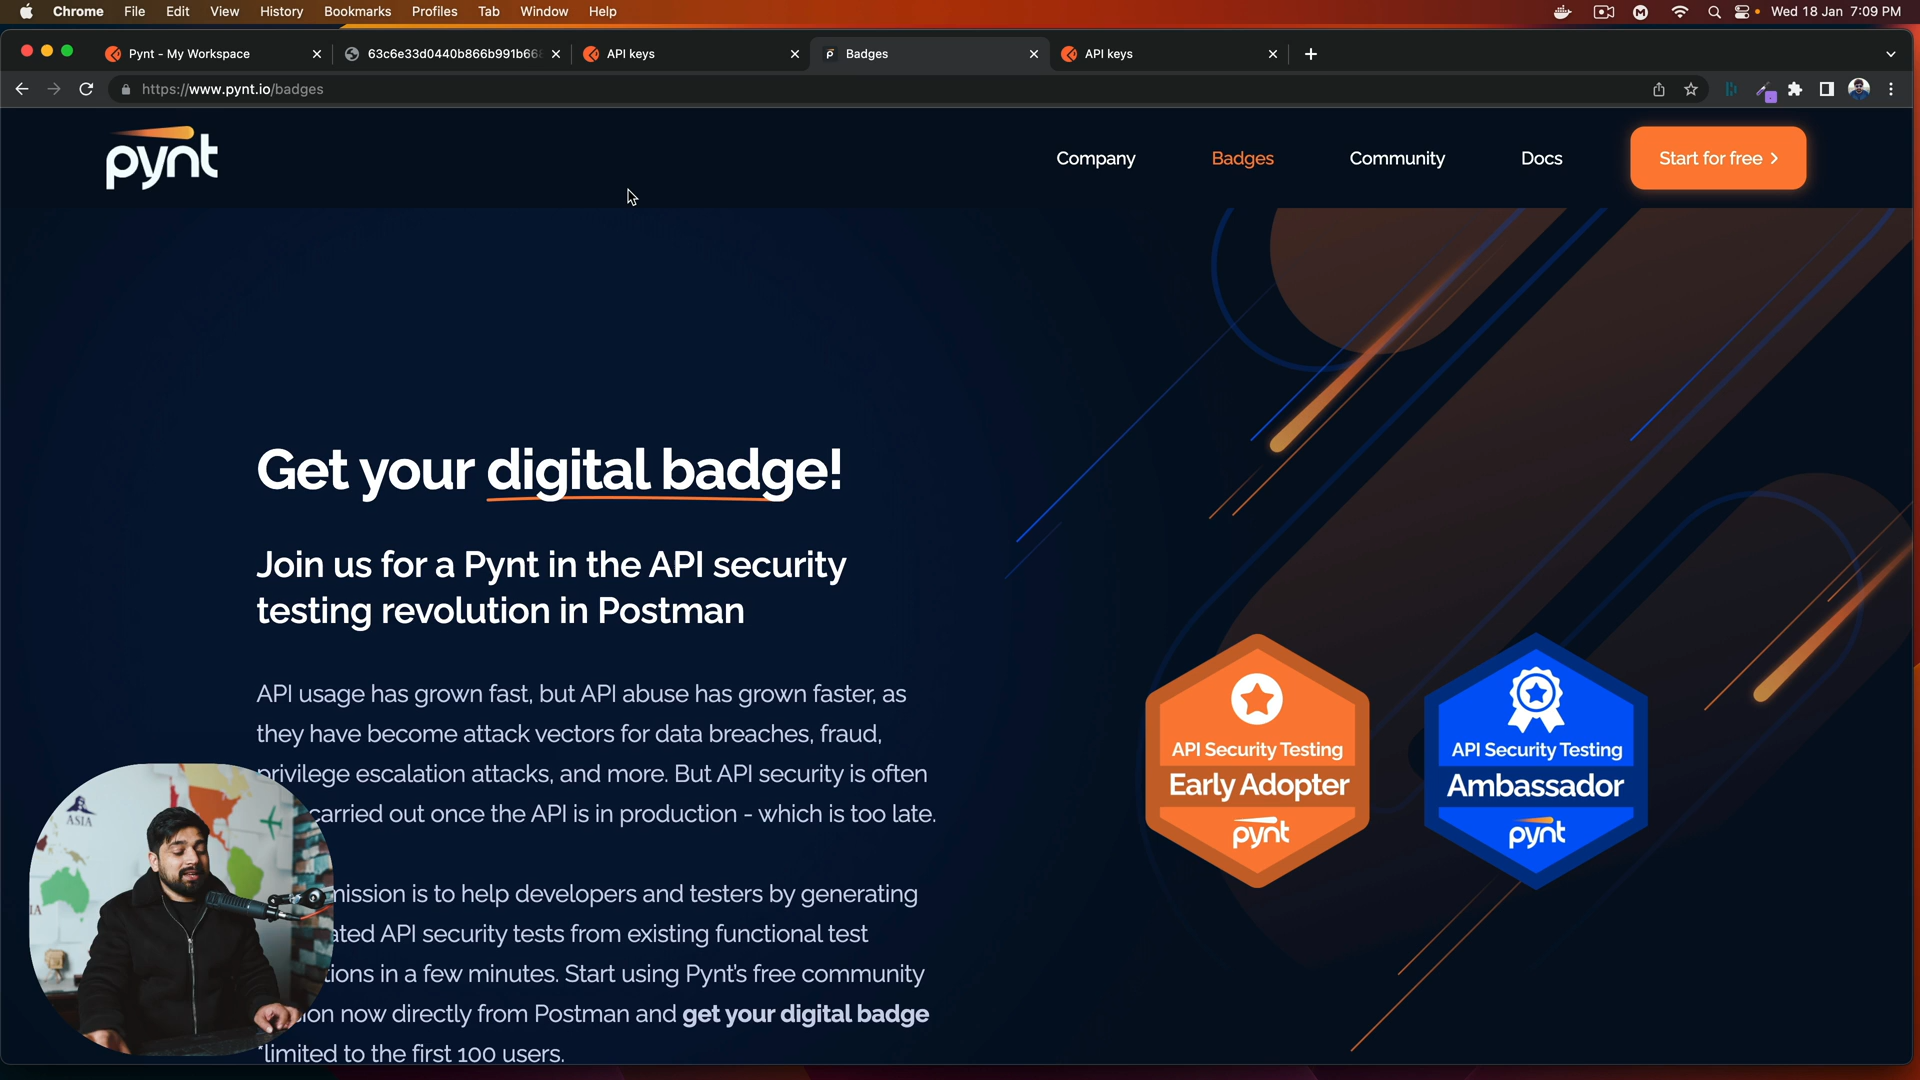 Chrome File Edit View History Bookmarks Profiles Tab Window Help
Wed 18 Jan 7:09 PM
Pynt - My Workspace
63c6e33d0440b866b991b66
API keys
Badges
API keys
https://www.pynt.io/badges
pynt
Company
Badges
Community
Docs
Start for free
Get your digital badge!
Join us for a Pynt in the API security
testing revolution in Postman
API usage has grown fast, but API abuse has grown faster, as
they have become attack vectors for data breaches, fraud,
privilege escalation attacks, and more. But API security is often
carried out once the API is in production - which is too late.
mission is to help developers and testers by generating
ated API security tests from existing functional test
tions in a few minutes. Start using Pynt's free community
ion now directly from Postman and get your digital badge
*limited to the first 100 users.
API Security Testing
Early Adopter
pynt
API Security Testing
Ambassador
pynt
ASIA